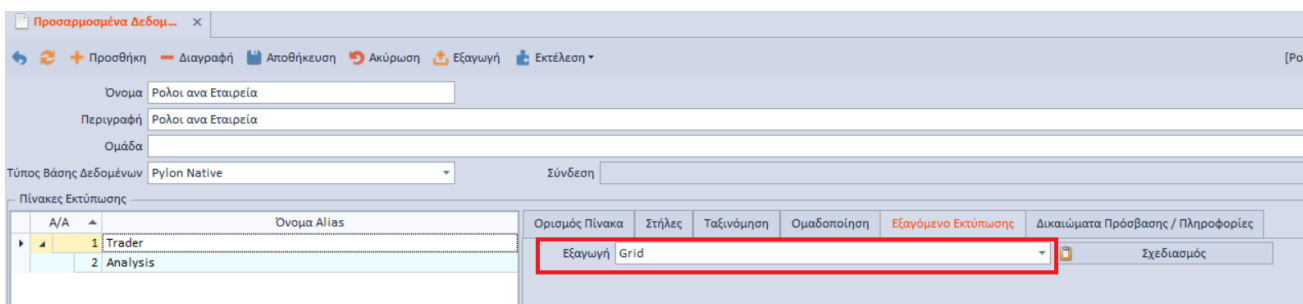 Προσαρμοσμένα Δεδομ...
Προσθήκη Διαγραφή Αποθήκευση Ακύρωση Εξαγωγή Εκτέλεση [Po
Όνομα Ρολοι ανα Εταιρεία
Περιγραφή Ρολοι ανα Εταιρεία
Ομάδα
Τύπος Βάσης Δεδομένων Pylon Native Σύνδεση
Πίνακες Εκτύπωσης
A/A Όνομα Alias Ορισμός Πίνακα Στήλες Ταξινόμηση Ομαδοποίηση Εξαγόμενο Εκτύπωσης Δικαιώματα Πρόσβασης / Πληροφορίες
1 Trader Εξαγωγή Grid Σχεδιασμός
2 Analysis